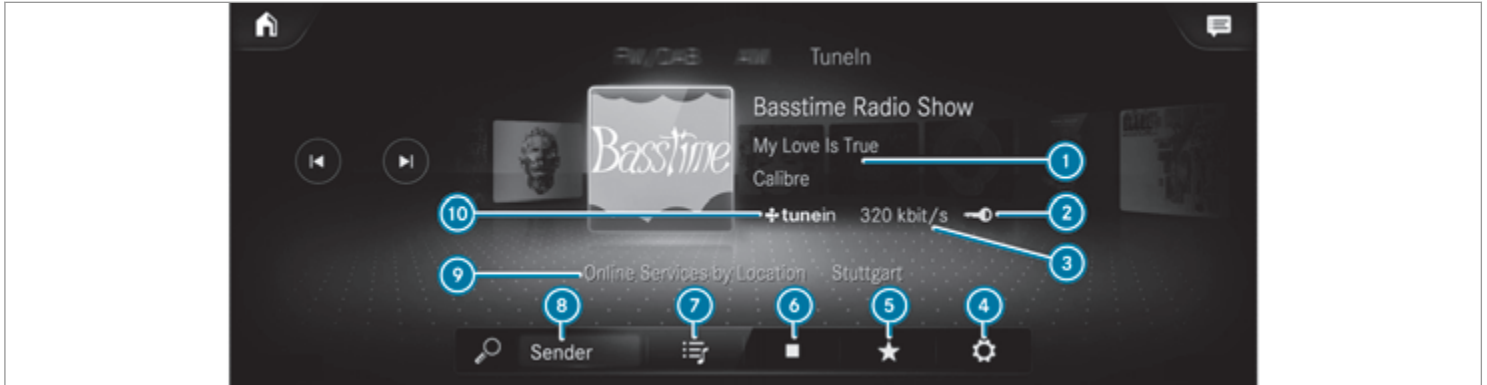 FM/DAB AM TuneIn
Basstime Radio Show
Basstime
My Love Is True
1
Calibre
10
tunein 320 kbit/s
2
3
9
Online Services by Location Stuttgart
8 7 6 5 4
Sender